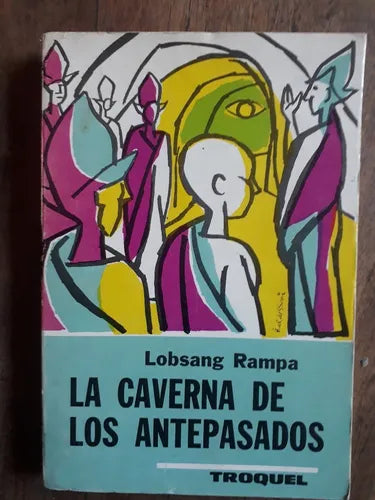 Lobsang Rampa
LA CAVERNA DE
LOS ANTEPASADOS
TROQUEL